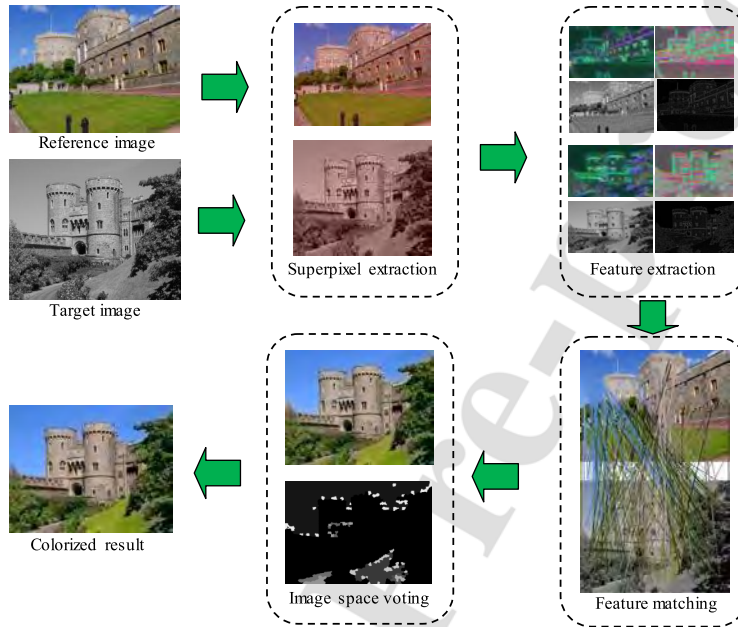 Reference image
Target image
Superpixel extraction
Feature extraction
Feature matching
Image space voting
Colorized result